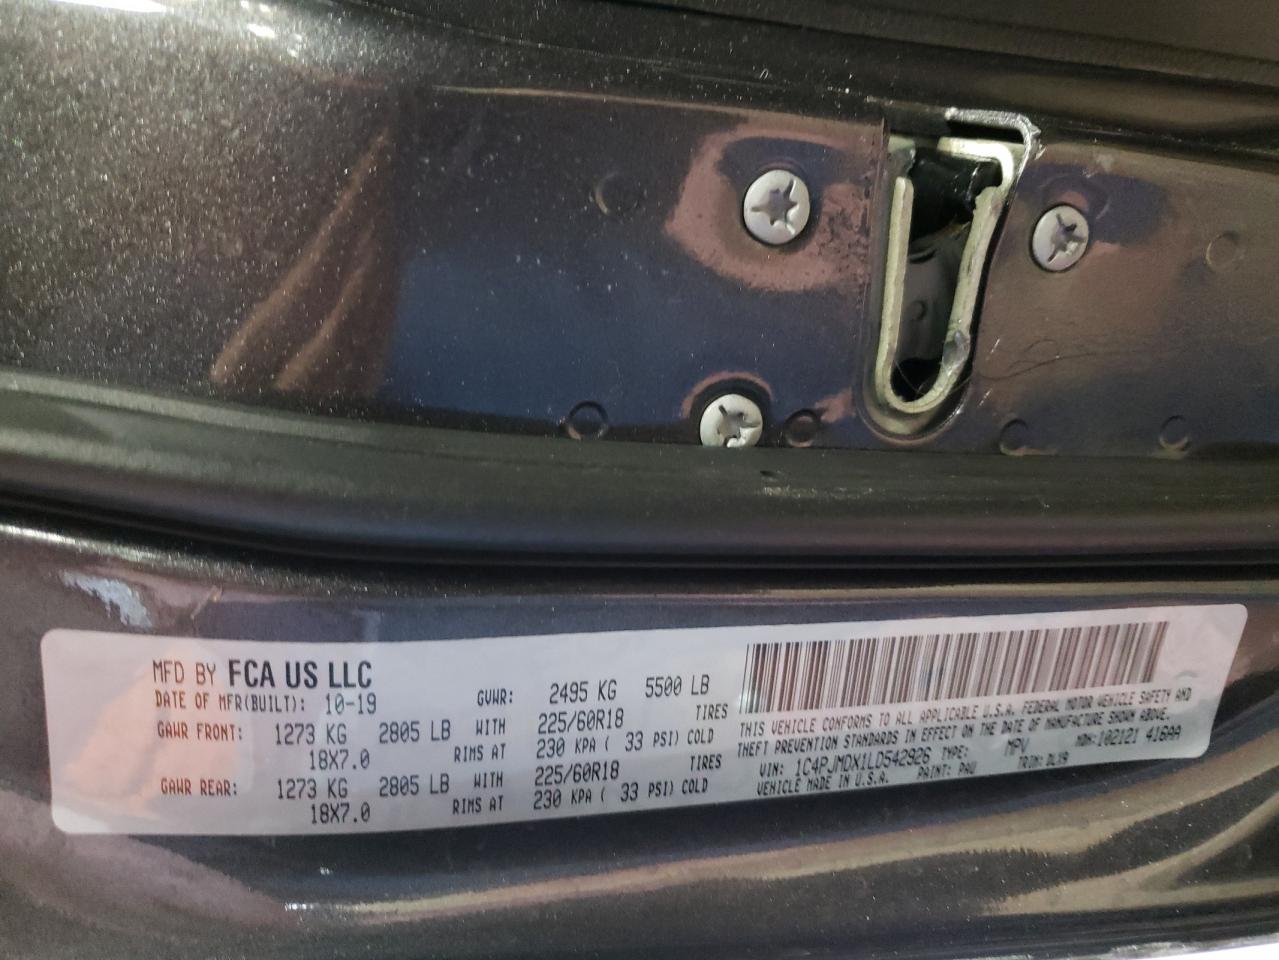 MFD BY FCA US LLC
DATE OF MFR(BUILT): 10-19 GVWR: 2495 KG 5500 LB
GAWR FRONT: 1273 KG 2805 LB WITH 225/60R18 TIRES
18X7.0 RIMS AT 230 KPA ( 33 PSI) COLD
GAWR REAR: 1273 KG 2805 LB WITH 225/60R18 TIRES
18X7.0 RIMS AT 230 KPA ( 33 PSI) COLD
THIS VEHICLE CONFORMS TO ALL APPLICABLE U.S.A. FEDERAL MOTOR VEHICLE SAFETY AND
THEFT PREVENTION STANDARDS IN EFFECT ON THE DATE OF MANUFACTURE SHOWN ABOVE.
VIN: 1C4PJMDX1LD542926 TYPE: MPV MDH:102121 416AA
VEHICLE MADE IN U.S.A. PAINT: PAU TRIM: DLX9